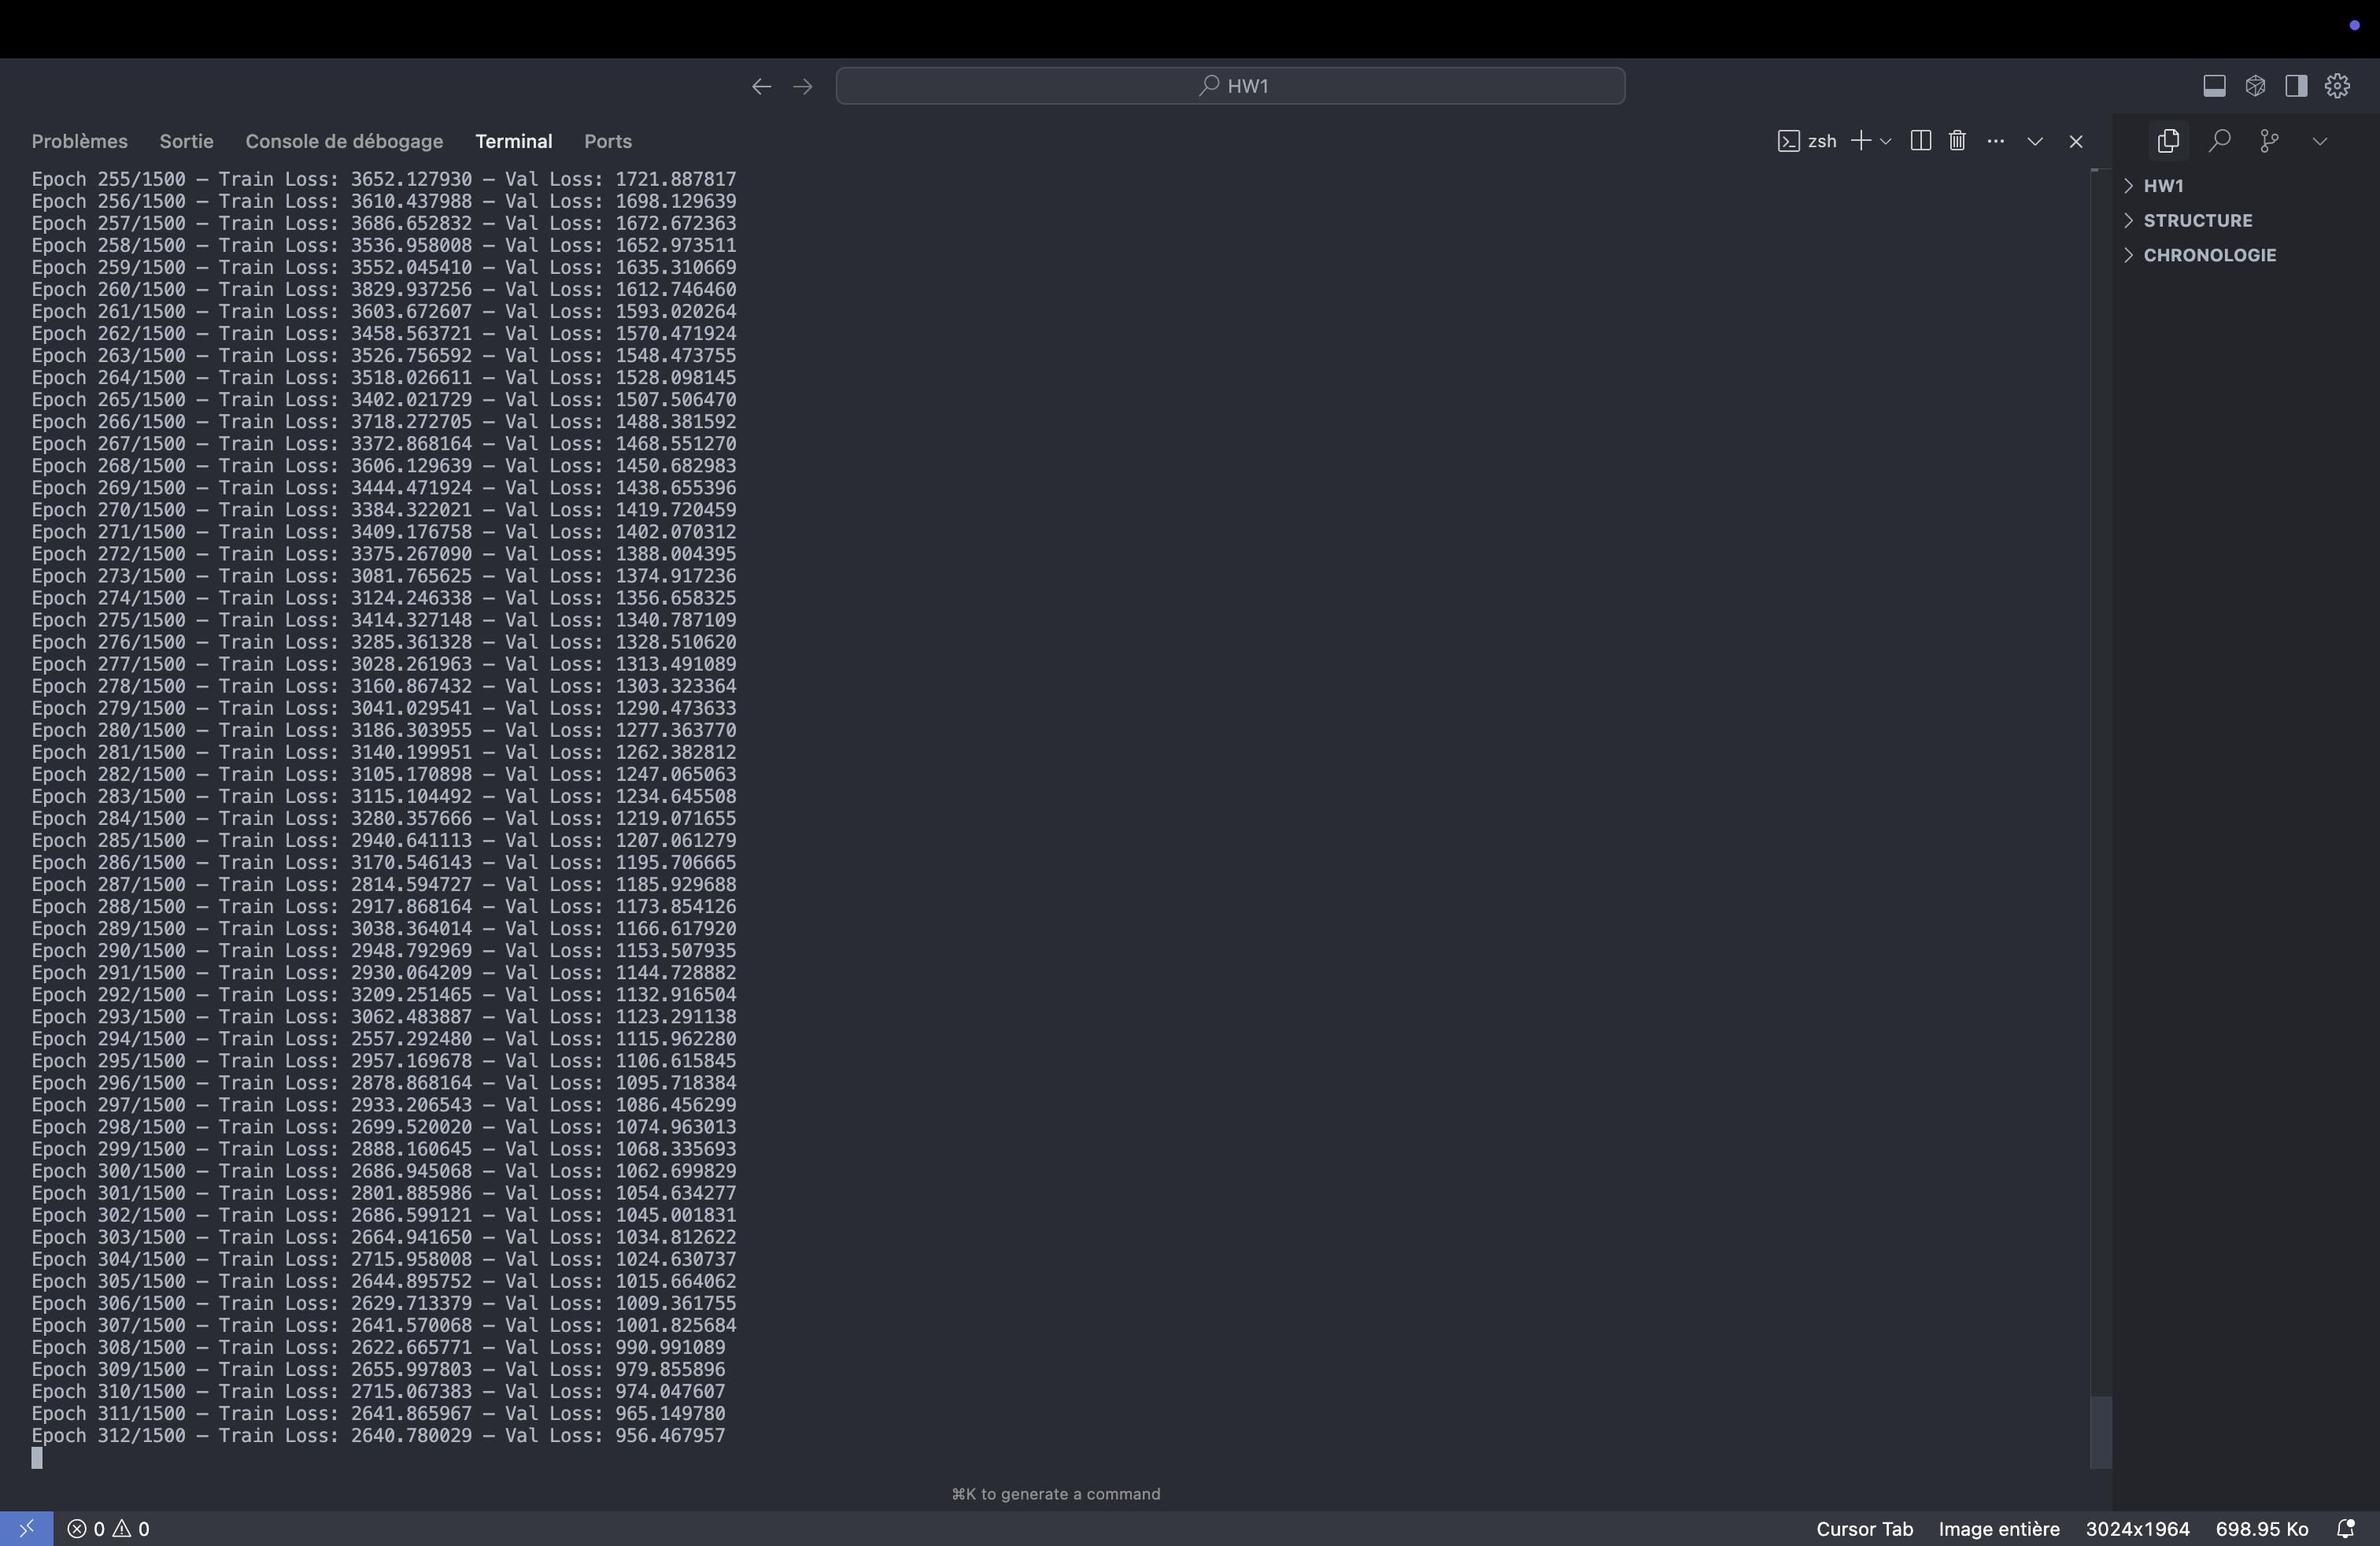 HW1
Problèmes Sortie Console de débogage Terminal Ports
zsh
Epoch 255/1500 — Train Loss: 3652.127930 — Val Loss: 1721.887817
Epoch 256/1500 — Train Loss: 3610.437988 — Val Loss: 1698.129639
Epoch 257/1500 — Train Loss: 3686.652832 — Val Loss: 1672.672363
Epoch 258/1500 — Train Loss: 3536.958008 — Val Loss: 1652.973511
Epoch 259/1500 — Train Loss: 3552.045410 — Val Loss: 1635.310669
Epoch 260/1500 — Train Loss: 3829.937256 — Val Loss: 1612.746460
Epoch 261/1500 — Train Loss: 3603.672607 — Val Loss: 1593.020264
Epoch 262/1500 — Train Loss: 3458.563721 — Val Loss: 1570.471924
Epoch 263/1500 — Train Loss: 3526.756592 — Val Loss: 1548.473755
Epoch 264/1500 — Train Loss: 3518.026611 — Val Loss: 1528.098145
Epoch 265/1500 — Train Loss: 3402.021729 — Val Loss: 1507.506470
Epoch 266/1500 — Train Loss: 3718.272705 — Val Loss: 1488.381592
Epoch 267/1500 — Train Loss: 3372.868164 — Val Loss: 1468.551270
Epoch 268/1500 — Train Loss: 3606.129639 — Val Loss: 1450.682983
Epoch 269/1500 — Train Loss: 3444.471924 — Val Loss: 1438.655396
Epoch 270/1500 — Train Loss: 3384.322021 — Val Loss: 1419.720459
Epoch 271/1500 — Train Loss: 3409.176758 — Val Loss: 1402.070312
Epoch 272/1500 — Train Loss: 3375.267090 — Val Loss: 1388.004395
Epoch 273/1500 — Train Loss: 3081.765625 — Val Loss: 1374.917236
Epoch 274/1500 — Train Loss: 3124.246338 — Val Loss: 1356.658325
Epoch 275/1500 — Train Loss: 3414.327148 — Val Loss: 1340.787109
Epoch 276/1500 — Train Loss: 3285.361328 — Val Loss: 1328.510620
Epoch 277/1500 — Train Loss: 3028.261963 — Val Loss: 1313.491089
Epoch 278/1500 — Train Loss: 3160.867432 — Val Loss: 1303.323364
Epoch 279/1500 — Train Loss: 3041.029541 — Val Loss: 1290.473633
Epoch 280/1500 — Train Loss: 3186.303955 — Val Loss: 1277.363770
Epoch 281/1500 — Train Loss: 3140.199951 — Val Loss: 1262.382812
Epoch 282/1500 — Train Loss: 3105.170898 — Val Loss: 1247.065063
Epoch 283/1500 — Train Loss: 3115.104492 — Val Loss: 1234.645508
Epoch 284/1500 — Train Loss: 3280.357666 — Val Loss: 1219.071655
Epoch 285/1500 — Train Loss: 2940.641113 — Val Loss: 1207.061279
Epoch 286/1500 — Train Loss: 3170.546143 — Val Loss: 1195.706665
Epoch 287/1500 — Train Loss: 2814.594727 — Val Loss: 1185.929688
Epoch 288/1500 — Train Loss: 2917.868164 — Val Loss: 1173.854126
Epoch 289/1500 — Train Loss: 3038.364014 — Val Loss: 1166.617920
Epoch 290/1500 — Train Loss: 2948.792969 — Val Loss: 1153.507935
Epoch 291/1500 — Train Loss: 2930.064209 — Val Loss: 1144.728882
Epoch 292/1500 — Train Loss: 3209.251465 — Val Loss: 1132.916504
Epoch 293/1500 — Train Loss: 3062.483887 — Val Loss: 1123.291138
Epoch 294/1500 — Train Loss: 2557.292480 — Val Loss: 1115.962280
Epoch 295/1500 — Train Loss: 2957.169678 — Val Loss: 1106.615845
Epoch 296/1500 — Train Loss: 2878.868164 — Val Loss: 1095.718384
Epoch 297/1500 — Train Loss: 2933.206543 — Val Loss: 1086.456299
Epoch 298/1500 — Train Loss: 2699.520020 — Val Loss: 1074.963013
Epoch 299/1500 — Train Loss: 2888.160645 — Val Loss: 1068.335693
Epoch 300/1500 — Train Loss: 2686.945068 — Val Loss: 1062.699829
Epoch 301/1500 — Train Loss: 2801.885986 — Val Loss: 1054.634277
Epoch 302/1500 — Train Loss: 2686.599121 — Val Loss: 1045.001831
Epoch 303/1500 — Train Loss: 2664.941650 — Val Loss: 1034.812622
Epoch 304/1500 — Train Loss: 2715.958008 — Val Loss: 1024.630737
Epoch 305/1500 — Train Loss: 2644.895752 — Val Loss: 1015.664062
Epoch 306/1500 — Train Loss: 2629.713379 — Val Loss: 1009.361755
Epoch 307/1500 — Train Loss: 2641.570068 — Val Loss: 1001.825684
Epoch 308/1500 — Train Loss: 2622.665771 — Val Loss: 990.991089
Epoch 309/1500 — Train Loss: 2655.997803 — Val Loss: 979.855896
Epoch 310/1500 — Train Loss: 2715.067383 — Val Loss: 974.047607
Epoch 311/1500 — Train Loss: 2641.865967 — Val Loss: 965.149780
Epoch 312/1500 — Train Loss: 2640.780029 — Val Loss: 956.467957
⌘K to generate a command
HW1
STRUCTURE
CHRONOLOGIE
0 0
Cursor Tab Image entière 3024x1964 698.95 Ko